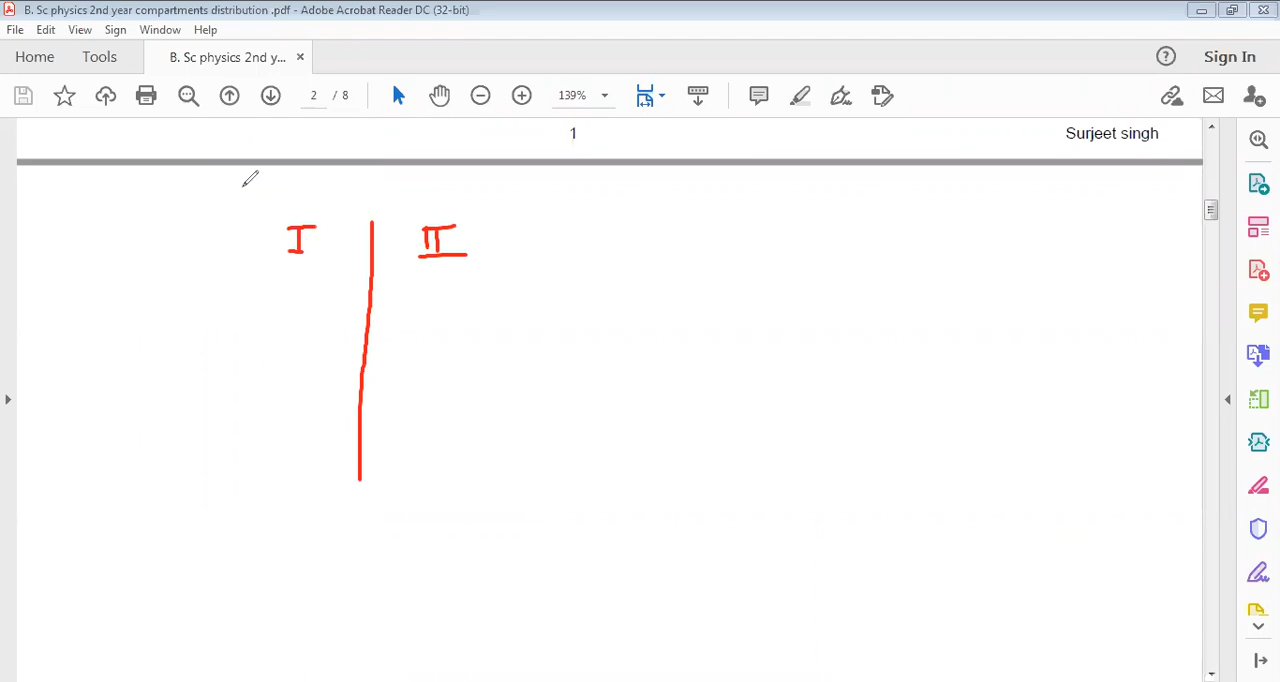 B. Sc physics 2nd year compartments distribution .pdf - Adobe Acrobat Reader DC (32-bit)
File Edit View Sign Window Help
Home Tools B. Sc physics 2nd y... Sign In
2 / 8 139%
1 Surjeet singh
I II